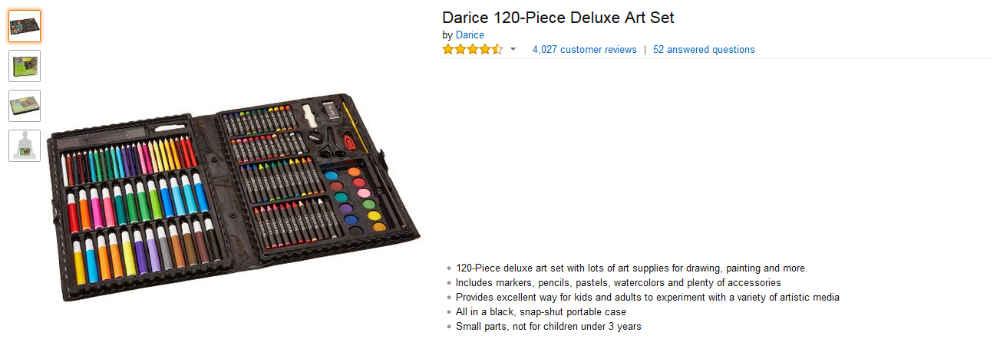 Darice 120-Piece Deluxe Art Set
by Darice
4,027 customer reviews | 52 answered questions
120-Piece deluxe art set with lots of art supplies for drawing, painting and more.
Includes markers, pencils, pastels, watercolors and plenty of accessories
Provides excellent way for kids and adults to experiment with a variety of artistic media
All in a black, snap-shut portable case
Small parts, not for children under 3 years